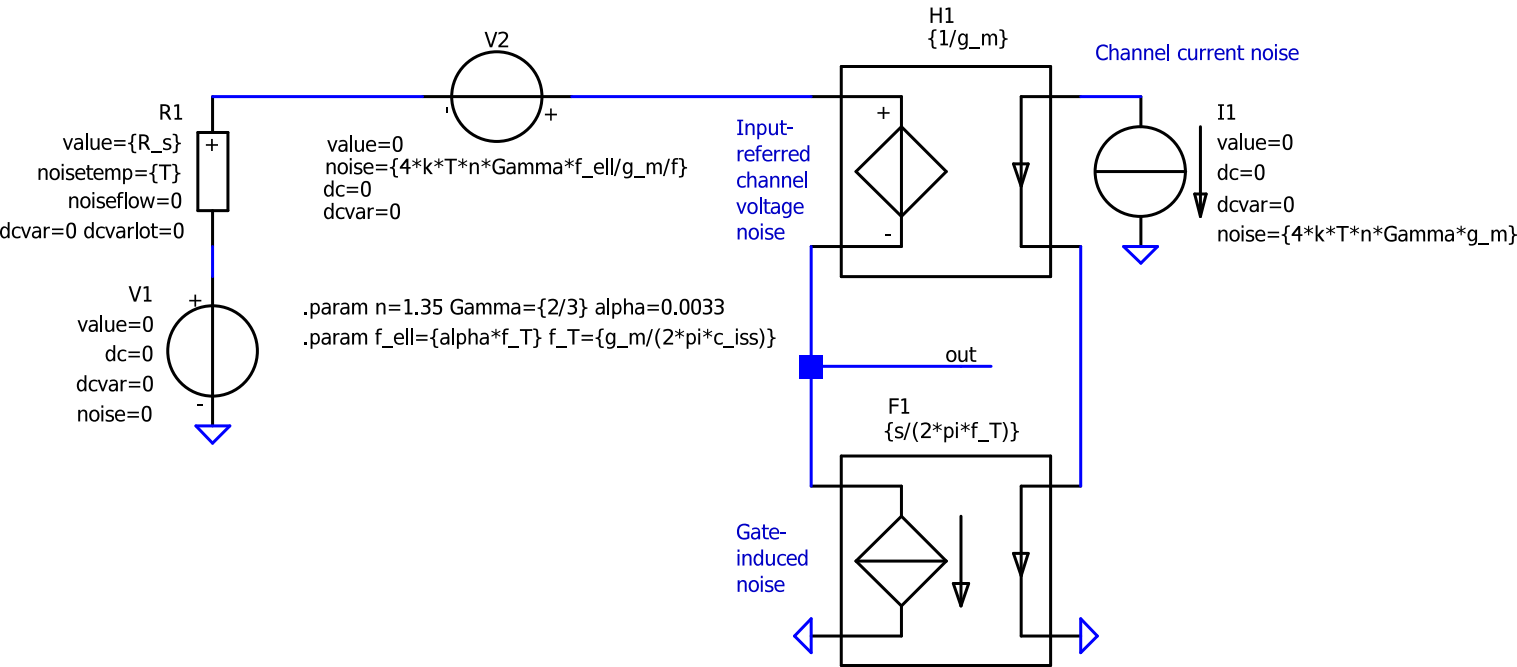 H1
{1/g_m}
V2
Channel current noise
R1
value={R_s}
noisetemp={T}
noiseflow=0
dcvar=0 dcvarlot=0
+
'
+
value=0
noise={4*k*T*n*Gamma*f_ell/g_m/f}
dc=0
dcvar=0
Input-
referred
channel
voltage
noise
+
-
I1
value=0
dc=0
dcvar=0
noise={4*k*T*n*Gamma*g_m}
V1
value=0
dc=0
dcvar=0
noise=0
+
-
.param n=1.35 Gamma={2/3} alpha=0.0033
.param f_ell={alpha*f_T} f_T={g_m/(2*pi*c_iss)}
out
F1
{s/(2*pi*f_T)}
Gate-
induced
noise